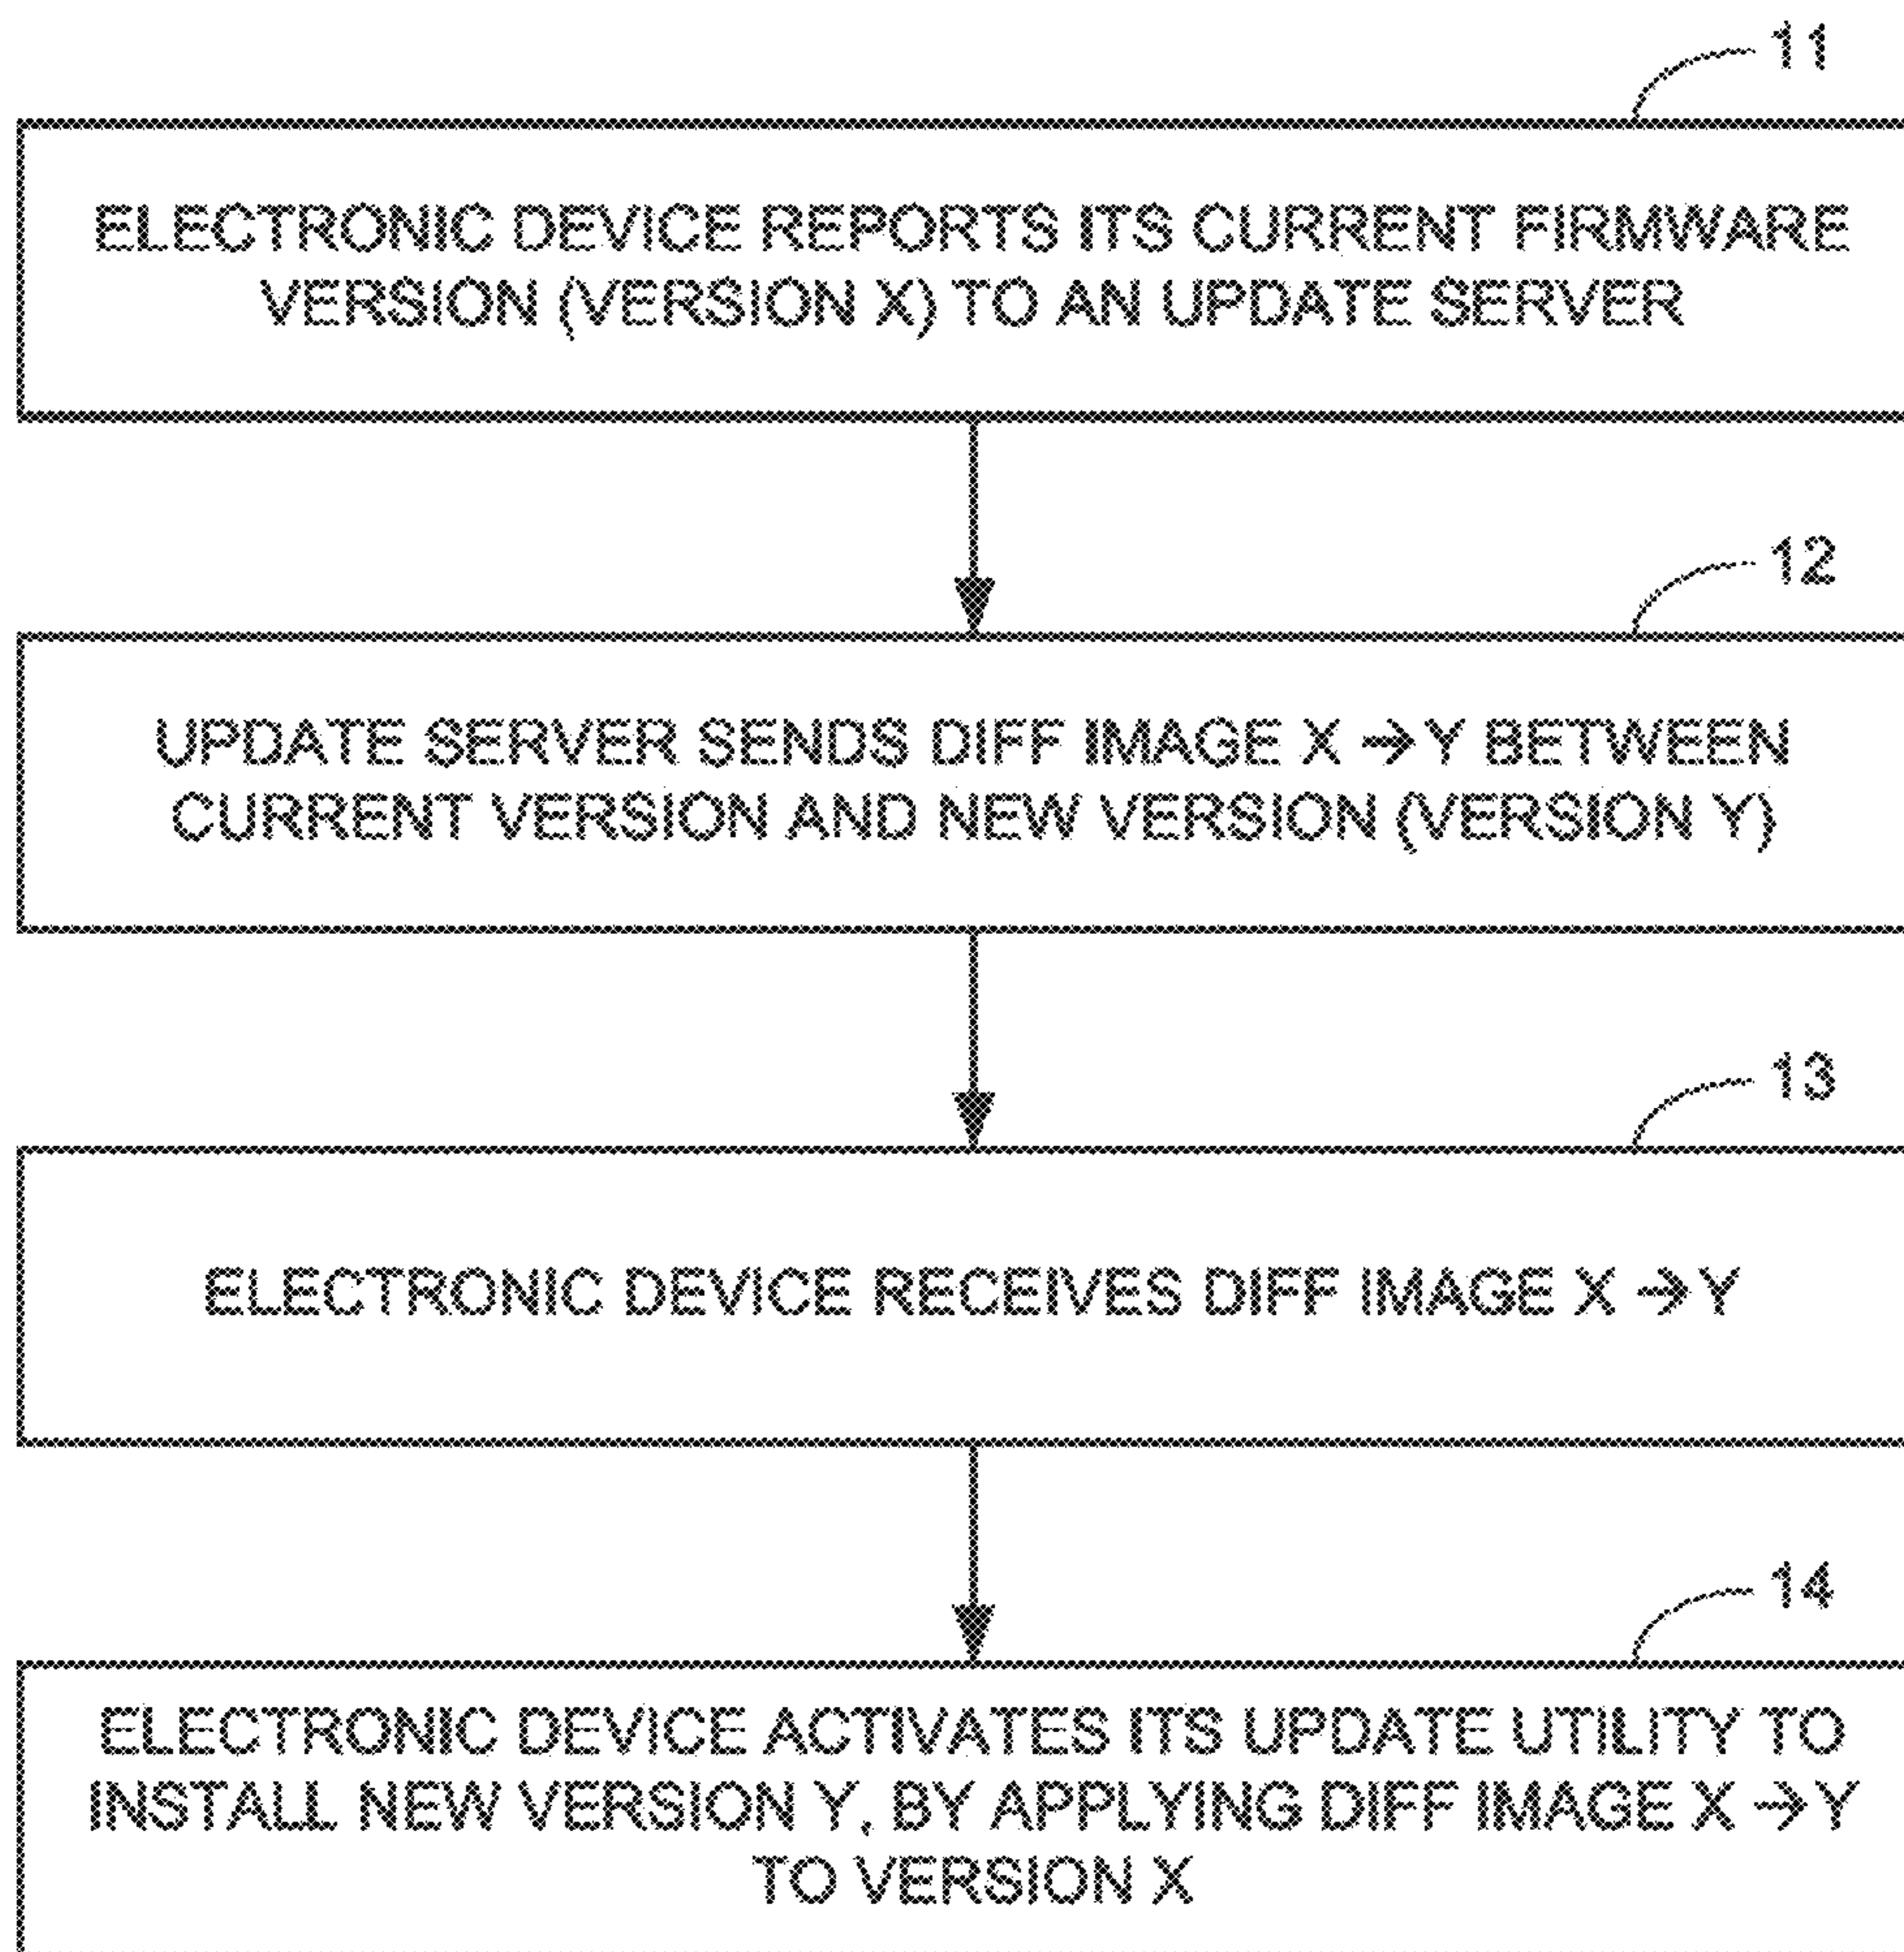 11
ELECTRONIC DEVICE REPORTS ITS CURRENT FIRMWARE
VERSION (VERSION X) TO AN UPDATE SERVER
12
UPDATE SERVER SENDS DIFF IMAGE X → Y BETWEEN
CURRENT VERSION AND NEW VERSION (VERSION Y)
13
ELECTRONIC DEVICE RECEIVES DIFF IMAGE X → Y
14
ELECTRONIC DEVICE ACTIVATES ITS UPDATE UTILITY TO
INSTALL NEW VERSION Y, BY APPLYING DIFF IMAGE X → Y
TO VERSION X